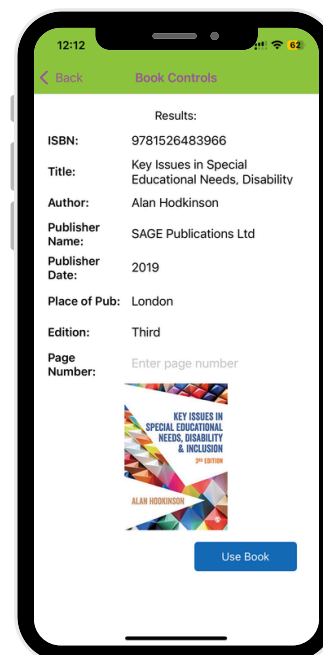 12:12
62
Back
Book Controls
Results:
ISBN: 9781526483966
Title: Key Issues in Special
Educational Needs, Disability
Author: Alan Hodkinson
Publisher
Name: SAGE Publications Ltd
Publisher
Date: 2019
Place of Pub: London
Edition: Third
Page
Number: Enter page number
KEY ISSUES IN
SPECIAL EDUCATIONAL
NEEDS, DISABILITY
& INCLUSION
3RD EDITION
ALAN HODKINSON
Use Book